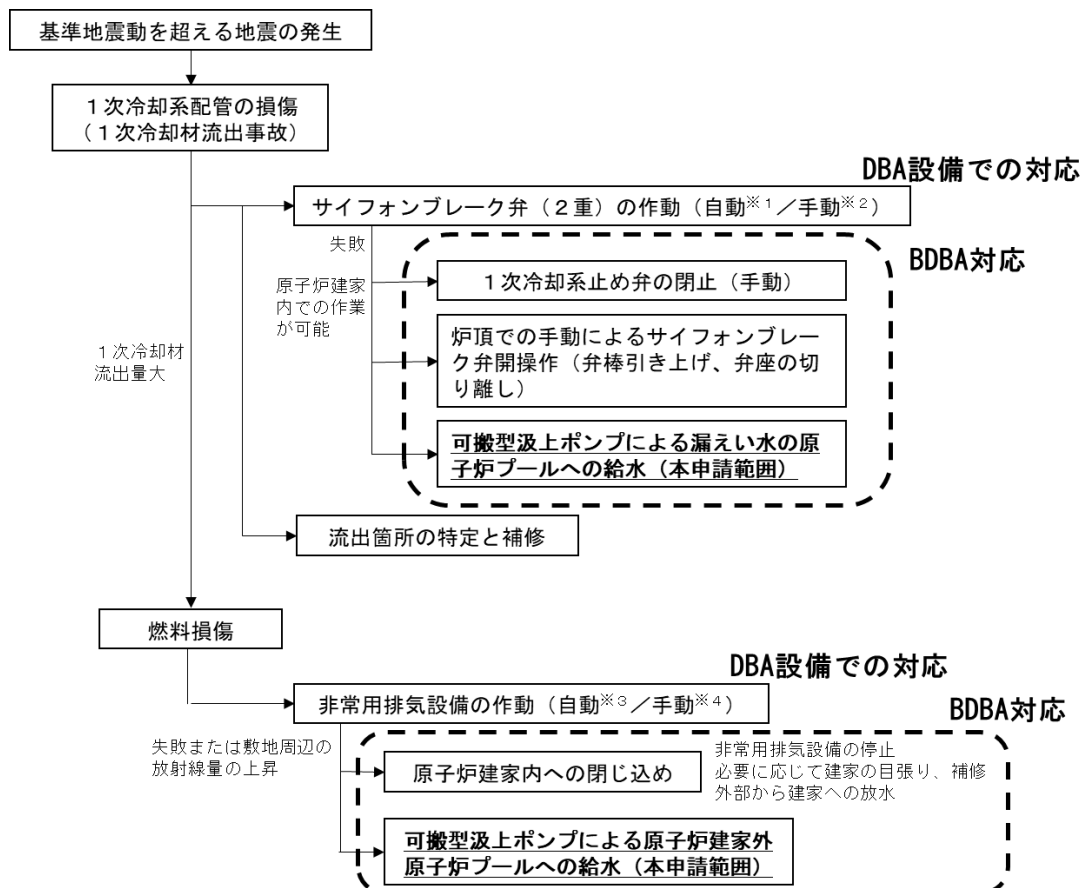 基準地震動を超える地震の発生
１次冷却系配管の損傷
（１次冷却材流出事故）
DBA設備での対応
サイフォンブレーク弁（２重）の作動（自動※１／手動※２）
失敗
BDBA対応
原子炉建家
内での作業
が可能
１次冷却系止め弁の閉止（手動）
炉頂での手動によるサイフォンブレー
ク弁開操作（弁棒引き上げ、弁座の切
り離し）
１次冷却材
流出量大
可搬型汲上ポンプによる漏えい水の原
子炉プールへの給水（本申請範囲）
流出箇所の特定と補修
燃料損傷
DBA設備での対応
非常用排気設備の作動（自動※３／手動※４）
BDBA対応
失敗または敷地周辺の
放射線量の上昇
原子炉建家内への閉じ込め
非常用排気設備の停止
必要に応じて建家の目張り、補修
外部から建家への放水
可搬型汲上ポンプによる原子炉建家外
原子炉プールへの給水（本申請範囲）